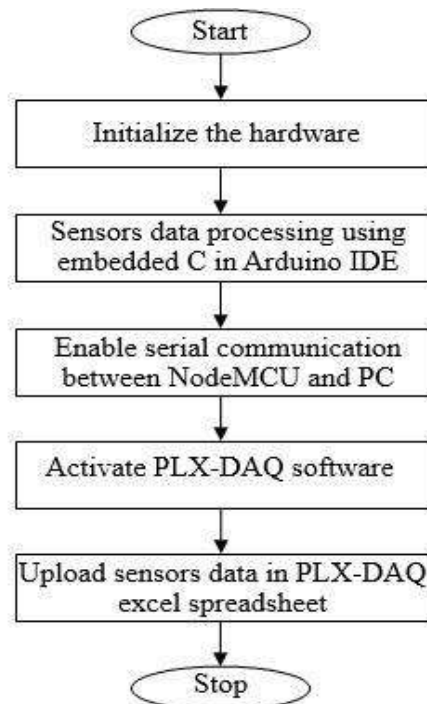 Start
Initialize the hardware
Sensors data processing using
embedded C in Arduino IDE
Enable serial communication
between NodeMCU and PC
Activate PLX-DAQ software
Upload sensors data in PLX-DAQ
excel spreadsheet
Stop